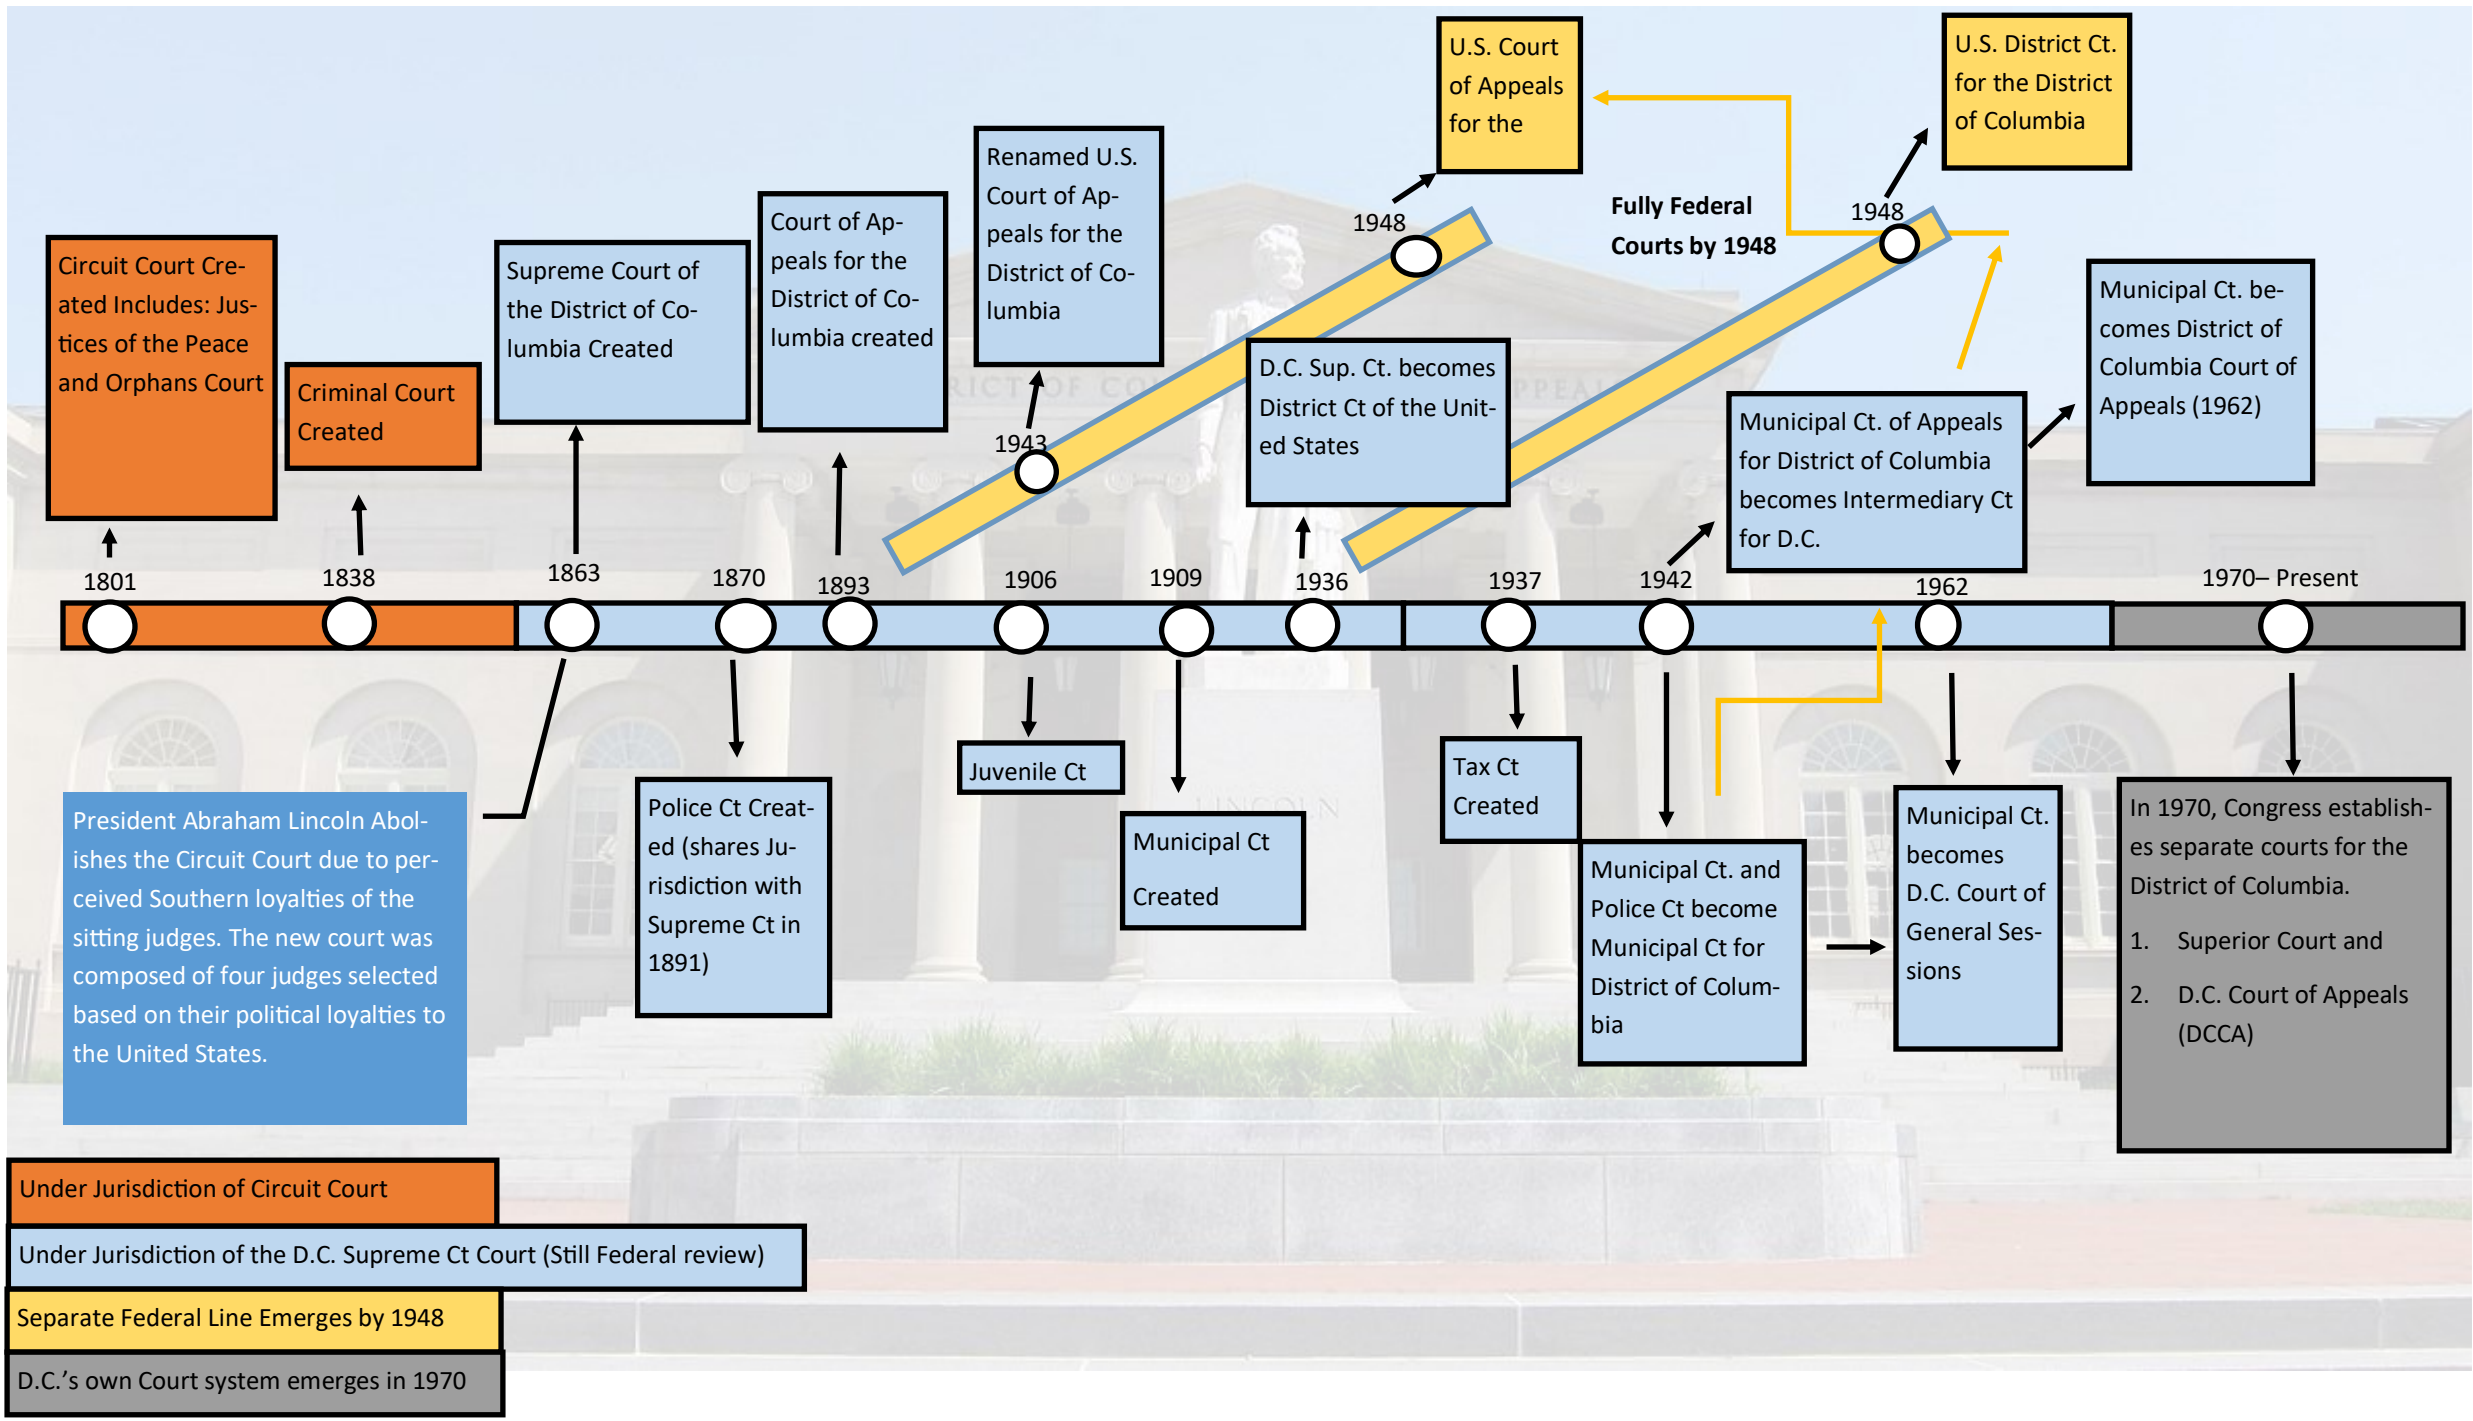 U.S. Court
of Appeals
for the
U.S. District Ct.
for the District
of Columbia
Renamed U.S.
Court of Ap-
peals for the
District of Co-
lumbia
1948
Fully Federal
Courts by 1948
1948
Court of Ap-
peals for the
District of Co-
lumbia created
Circuit Court Cre-
ated Includes: Jus-
tices of the Peace
and Orphans Court
Supreme Court of
the District of Co-
lumbia Created
Municipal Ct. be-
comes District of
Columbia Court of
Appeals (1962)
Criminal Court
Created
D.C. Sup. Ct. becomes
District Ct of the Unit-
ed States
Municipal Ct. of Appeals
for District of Columbia
becomes Intermediary Ct
for D.C.
1943
1801
1838
1863
1870
1893
1906
1909
1936
1937
1942
1962
1970– Present
President Abraham Lincoln Abol-
ishes the Circuit Court due to per-
ceived Southern loyalties of the
sitting judges. The new court was
composed of four judges selected
based on their political loyalties to
the United States.
Police Ct Creat-
ed (shares Ju-
risdiction with
Supreme Ct in
1891)
Juvenile Ct
Municipal Ct
Created
LINCOLN
Tax Ct
Created
Municipal Ct. and
Police Ct become
Municipal Ct for
District of Colum-
bia
Municipal Ct.
becomes
D.C. Court of
General Ses-
sions
In 1970, Congress establish-
es separate courts for the
District of Columbia.
1. Superior Court and
2. D.C. Court of Appeals
(DCCA)
Under Jurisdiction of Circuit Court
Under Jurisdiction of the D.C. Supreme Ct Court (Still Federal review)
Separate Federal Line Emerges by 1948
D.C.’s own Court system emerges in 1970